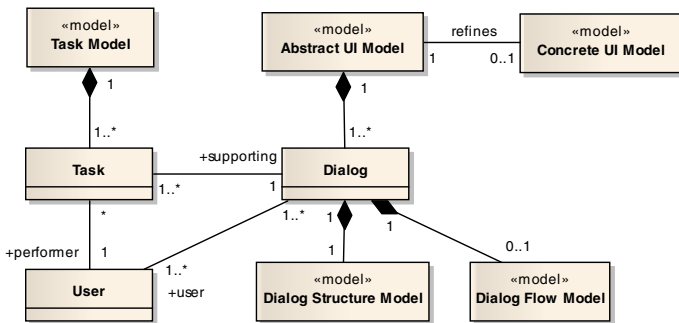 «model»
Task Model
«model»
Abstract UI Model
refines
1
0..1
«model»
Concrete UI Model
1
1..*
1
1..*
Task
+supporting
1..*
1
Dialog
*
+performer
1
1..*
1..*
+user
User
1
1
1
0..1
«model»
Dialog Structure Model
«model»
Dialog Flow Model